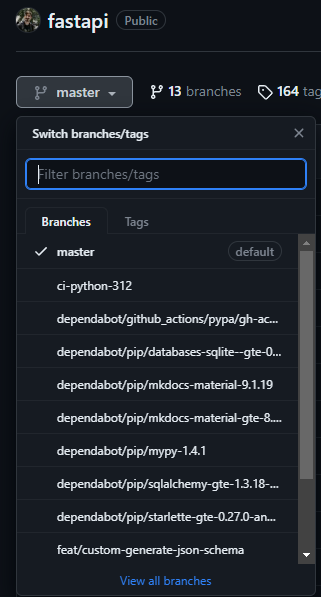 fastapi Public
master 13 branches 164 tag
Switch branches/tags
Filter branches/tags
Branches Tags
master default
ci-python-312
dependabot/github_actions/pypa/gh-ac...
dependabot/pip/databases-sqlite--gte-0...
dependabot/pip/mkdocs-material-9.1.19
dependabot/pip/mkdocs-material-gte-8....
dependabot/pip/mypy-1.4.1
dependabot/pip/sqlalchemy-gte-1.3.18-...
dependabot/pip/starlette-gte-0.27.0-an...
feat/custom-generate-json-schema
View all branches